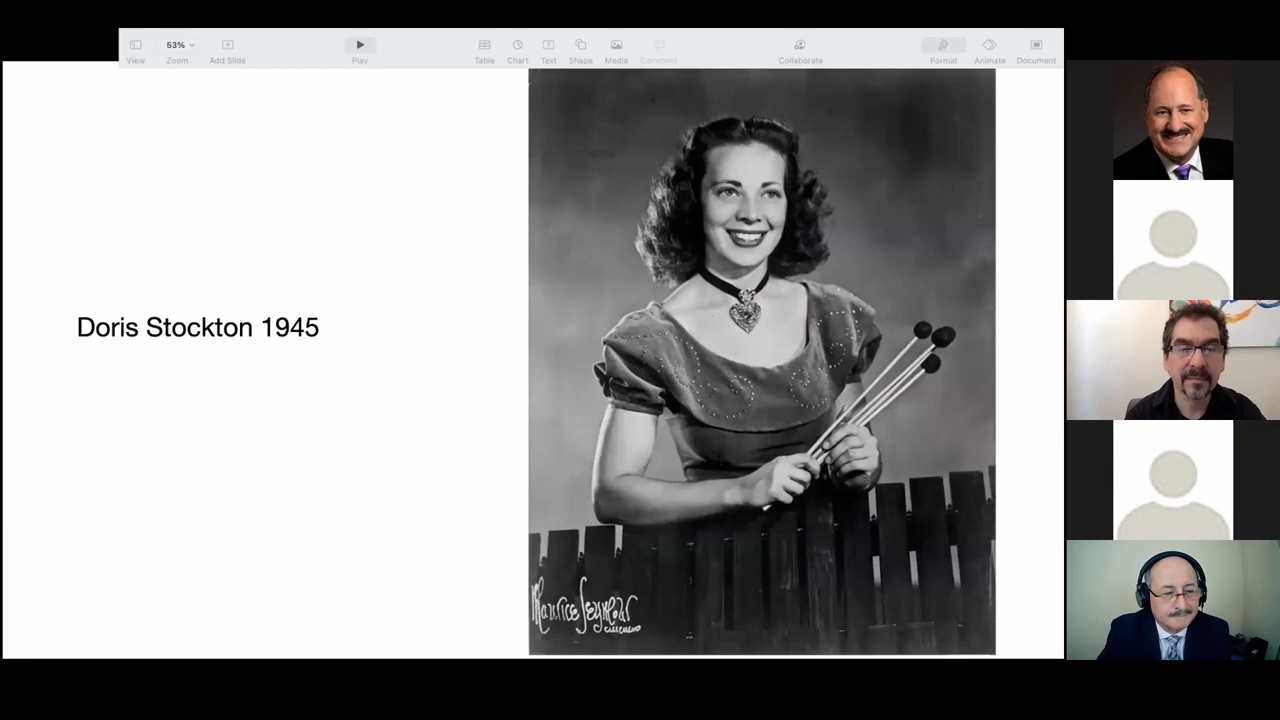 View
53%
Zoom
Add Slide
Play
Table
Chart
Text
Shape
Media
Comment
Collaborate
Format
Animate
Document
Doris Stockton 1945
Maurice Seymour
Chicago